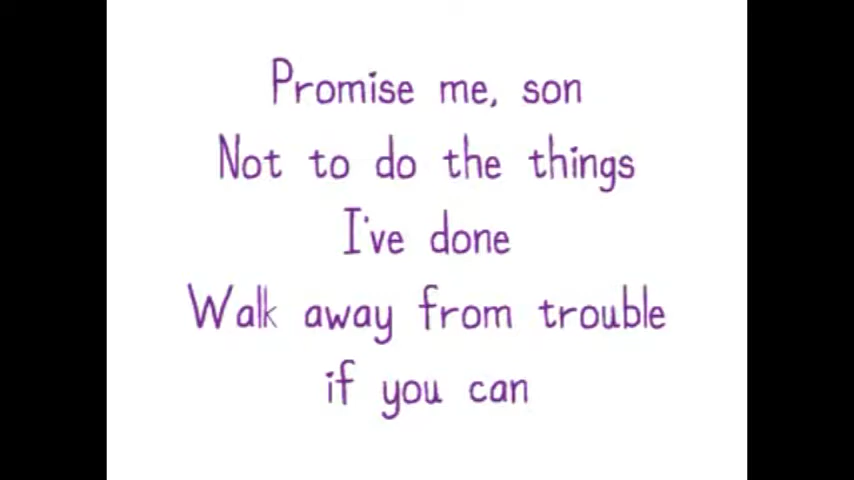 Promise me, son
Not to do the things
I've done
Walk away from trouble
if you can